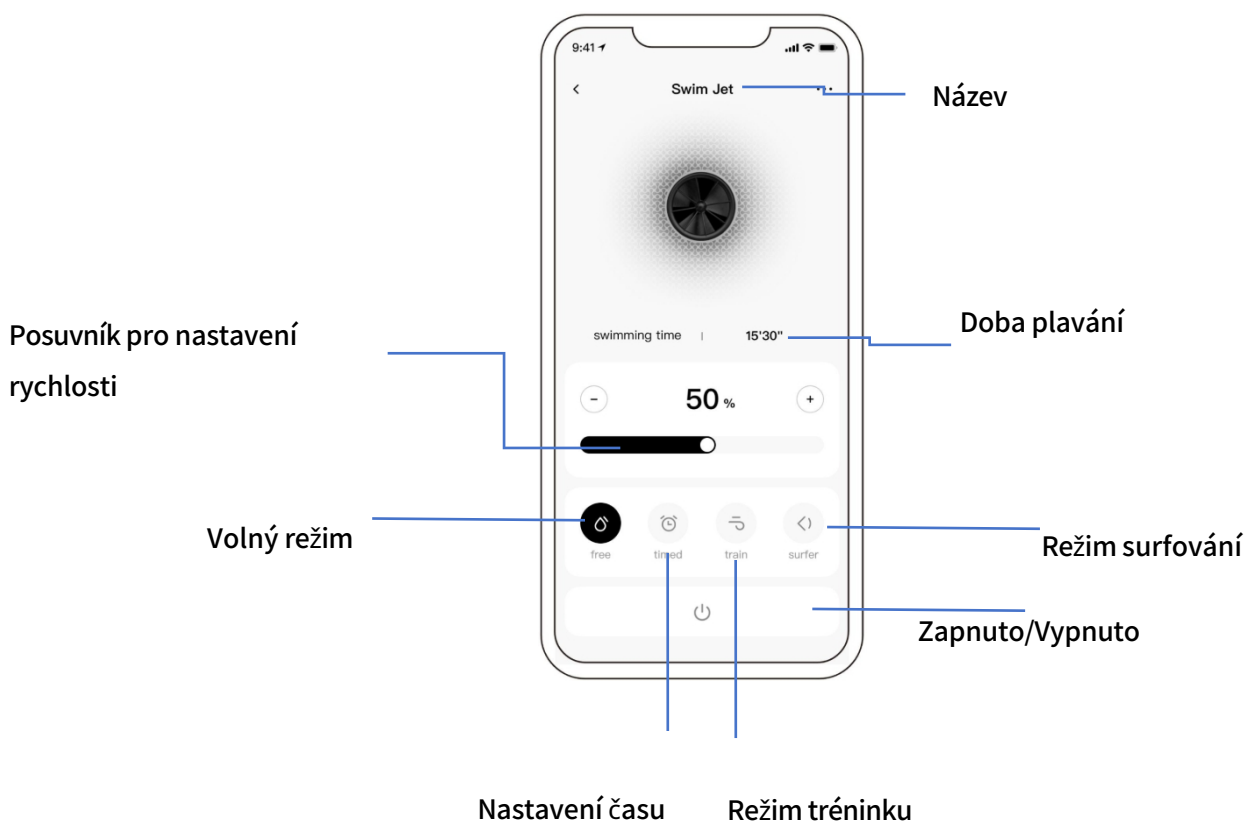 9:41
Swim Jet
Název
swimming time | 15'30"
Doba plavání
Posuvník pro nastavení
rychlosti
- 50 % +
Volný režim
free timed train surfer
Režim surfování
Zapnuto/Vypnuto
Nastavení času Režim tréninku